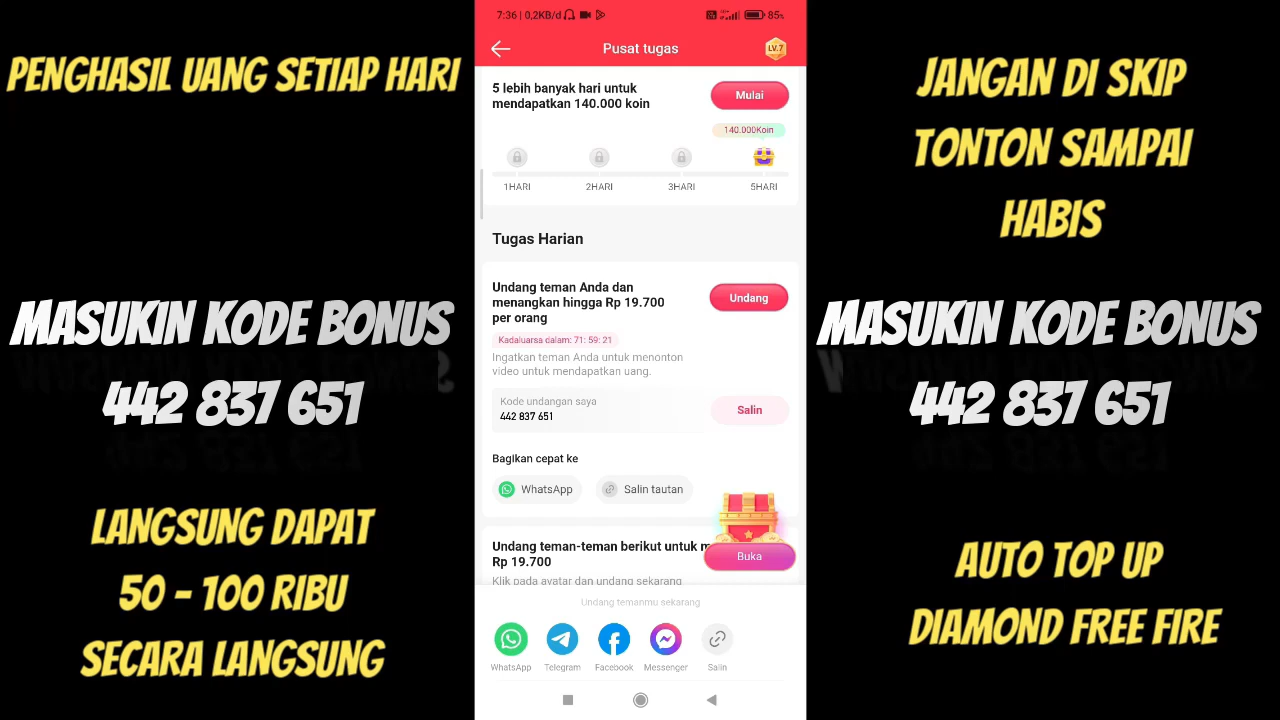 PENGHASIL UANG SETIAP HARI
MASUKIN KODE BONUS
442 837 651
LANGSUNG DAPAT
50 - 100 RIBU
SECARA LANGSUNG
7:36 | 0,2KB/d
85%
Pusat tugas
LV.7
5 lebih banyak hari untuk
mendapatkan 140.000 koin
Mulai
140.000Koin
1HARI 2HARI 3HARI 5HARI
Tugas Harian
Undang teman Anda dan
menangkan hingga Rp 19.700
per orang
Undang
Kadaluarsa dalam: 71: 59: 21
Ingatkan teman Anda untuk menonton
video untuk mendapatkan uang.
Kode undangan saya
442 837 651
Salin
Bagikan cepat ke
WhatsApp Salin tautan
Undang teman-teman berikut untuk m
Rp 19.700
Buka
Klik pada avatar dan undang sekarang
Undang temanmu sekarang
WhatsApp Telegram Facebook Messenger Salin
JANGAN DI SKIP
TONTON SAMPAI
HABIS
MASUKIN KODE BONUS
442 837 651
AUTO TOP UP
DIAMOND FREE FIRE